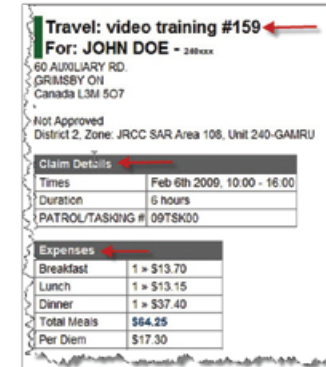 Travel: video training #159
For: JOHN DOE - 240xxx
60 AUXILIARY RD.
GRIMSBY ON
Canada L3M 5O7
Not Approved
District 2, Zone: JRCC SAR Area 108, Unit 240-GAMRU
Claim Details
Times Feb 6th 2009, 10:00 - 16:00
Duration 6 hours
PATROL/TASKING # 09TSK00
Expenses
Breakfast 1 » $13.70
Lunch 1 » $13.15
Dinner 1 » $37.40
Total Meals $64.25
Per Diem $17.30